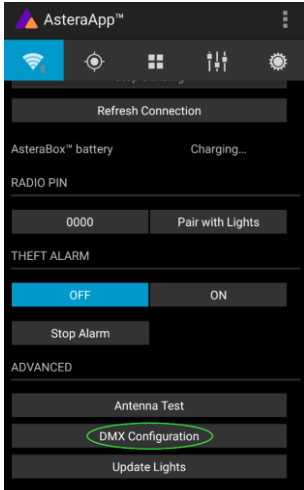 AsteraApp™
Refresh Connection
AsteraBox™ battery Charging...
RADIO PIN
0000 Pair with Lights
THEFT ALARM
OFF ON
Stop Alarm
ADVANCED
Antenna Test
DMX Configuration
Update Lights